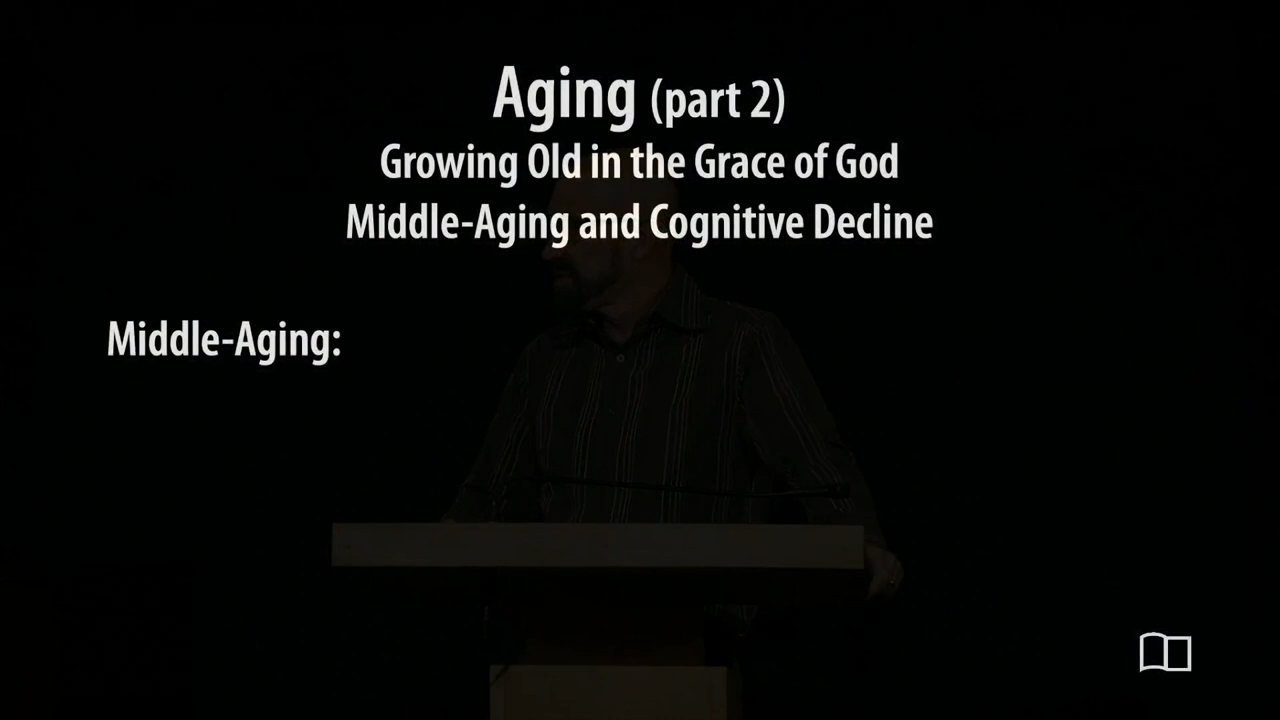 Aging (part 2)
Growing Old in the Grace of God
Middle-Aging and Cognitive Decline
Middle-Aging: